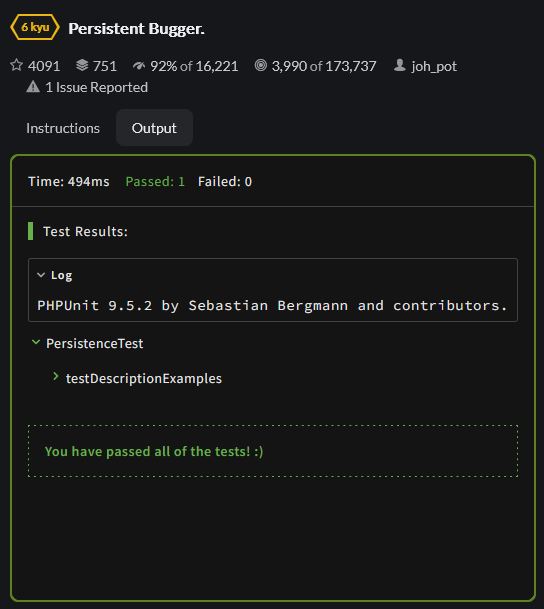 6 kyu Persistent Bugger.
4091 751 92% of 16,221 3,990 of 173,737 joh_pot
1 Issue Reported
Instructions Output
Time: 494ms Passed: 1 Failed: 0
Test Results:
Log
PHPUnit 9.5.2 by Sebastian Bergmann and contributors.
PersistenceTest
testDescriptionExamples
You have passed all of the tests! :)